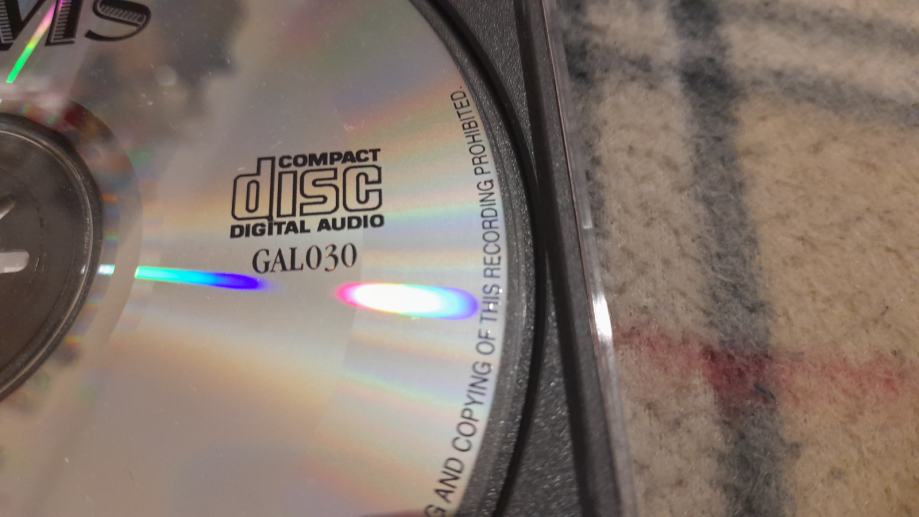 COMPACT
disc
DIGITAL AUDIO
GAL030
AND COPYING OF THIS RECORDING PROHIBITED.